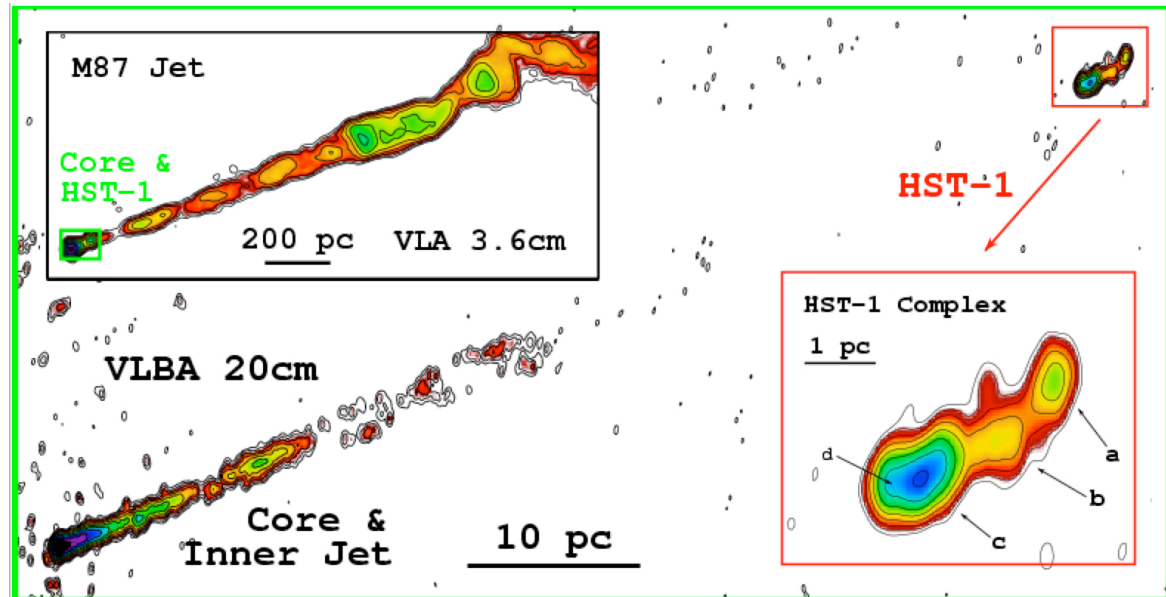 M87 Jet
Core &
HST-1
200 pc
VLA 3.6cm
HST-1
VLBA 20cm
HST-1 Complex
1 pc
a
d
b
c
Core &
Inner Jet
10 pc